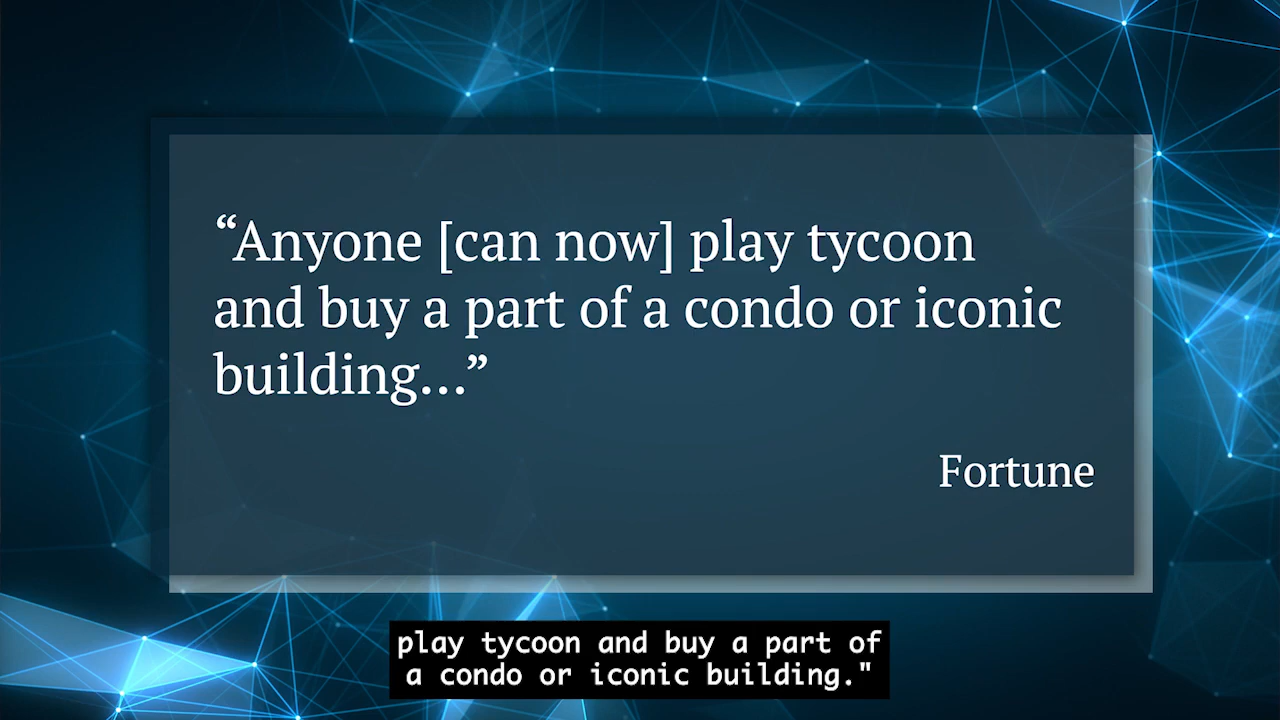 “Anyone [can now] play tycoon
and buy a part of a condo or iconic
building...”
Fortune
play tycoon and buy a part of
a condo or iconic building."